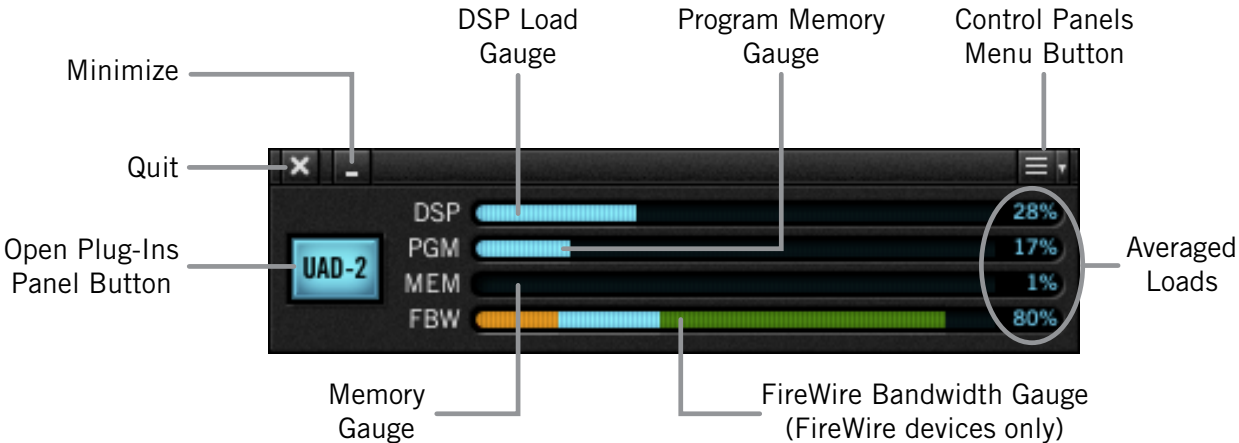 DSP Load
Gauge
Program Memory
Gauge
Control Panels
Menu Button
Minimize
Quit
Open Plug-Ins
Panel Button
UAD-2
DSP 28%
PGM 17%
MEM 1%
FBW 80%
Averaged
Loads
Memory
Gauge
FireWire Bandwidth Gauge
(FireWire devices only)